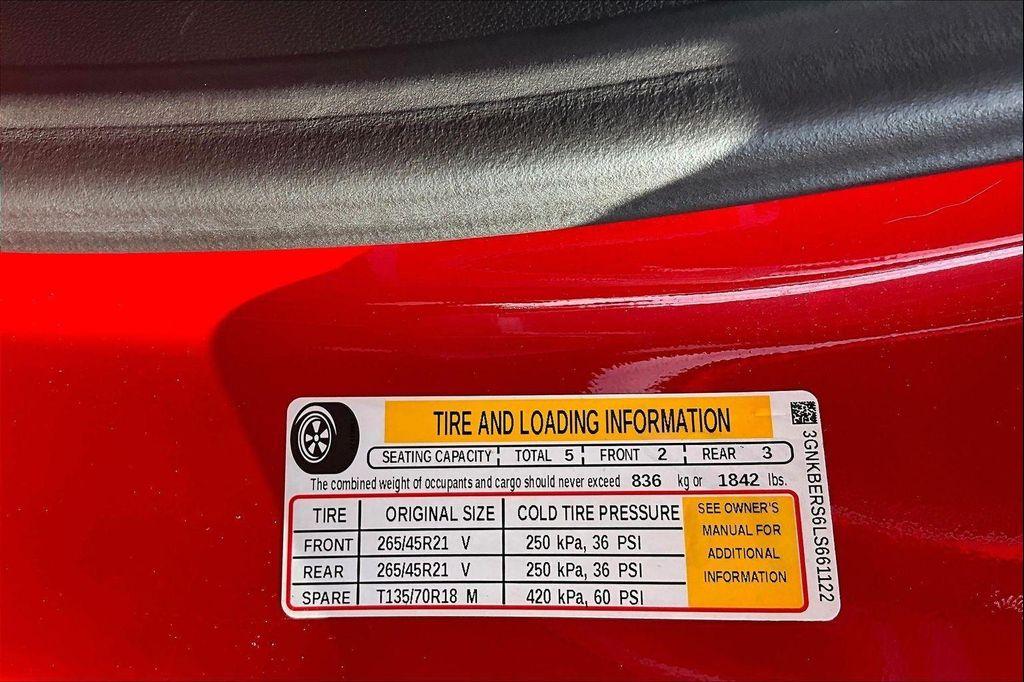 TIRE AND LOADING INFORMATION
SEATING CAPACITY TOTAL 5 FRONT 2 REAR 3
The combined weight of occupants and cargo should never exceed 836 kg or 1842 lbs.
TIRE ORIGINAL SIZE COLD TIRE PRESSURE
FRONT 265/45R21 V 250 kPa, 36 PSI
REAR 265/45R21 V 250 kPa, 36 PSI
SPARE T135/70R18 M 420 kPa, 60 PSI
SEE OWNER'S
MANUAL FOR
ADDITIONAL
INFORMATION
3GNKBERS6LS661122